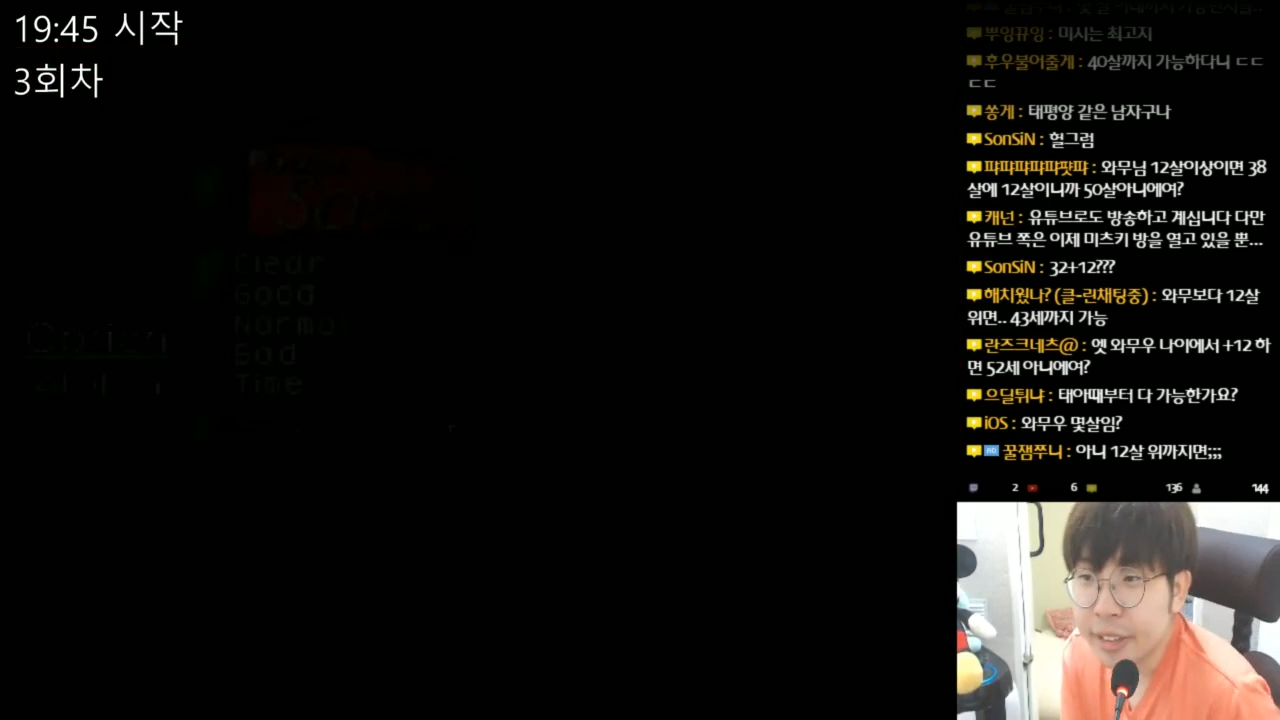 19:45 시작
3회차
Clear
Good
Bad
Time
뿌잉뀨잉 : 미시는 최고지
후우불어줄게 : 40살까지 가능하다니 ㄷㄷ
ㄷㄷ
쏭게 : 태평양 같은 남자구나
SonSiN : 헐그럼
퍄퍄퍄퍄퍄퍗퍄 : 와무님 12살이상이면 38
살에 12살이니까 50살아니에여?
캐넌 : 유튜브로도 방송하고 계십니다 다만
유튜브 쪽은 이제 미츠키 방을 열고 있을 뿐...
SonSiN : 32+12???
해치웠나? (클-린채팅중) : 와무보다 12살
위면.. 43세까지 가능
란즈크네츠@ : 엣 와무우 나이에서 +12 하
면 52세 아니에여?
으딜튀냐 : 태아때부터 다 가능한가요?
iOS : 와무우 몇살임?
꿀잼쭈니 : 아니 12살 위까지면;;;
2 6 136 144